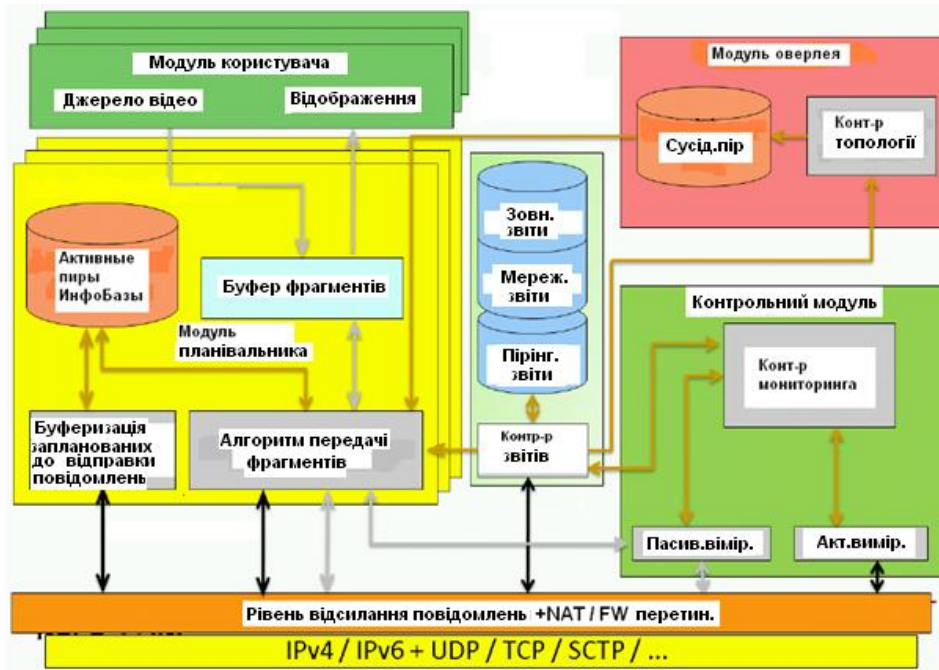 Модуль користувача
Джерело відео
Відображення
Модуль оверлея
Сусід.пір
Конт-р
топології
Активные
пиры
ИнфоБазы
Буфер фрагментів
Модуль
планівальника
Зовн.
звіти
Мереж.
звіти
Пірінг.
звіти
Контрольний модуль
Конт-р
мониторинга
Буферизація
запланованих
до відправки
повідомлень
Алгоритм передачі
фрагментів
Контр-р
звітів
Пасив.вімір.
Акт.вимір.
Рівень відсилання повідомлень +NAT / FW перетин.
IPv4 / IPv6 + UDP / TCP / SCTP / ...